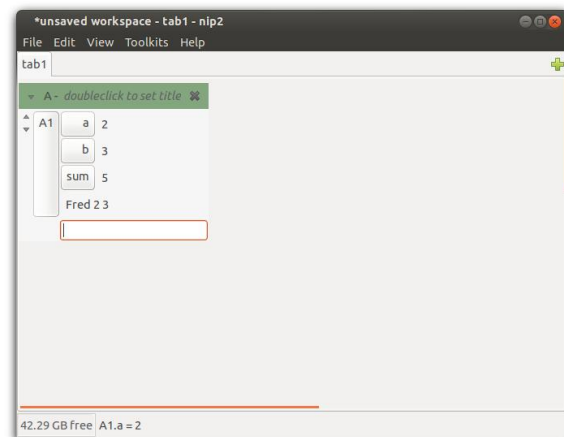 *unsaved workspace - tab1 - nip2
File Edit View Toolkits Help
tab1
A - doubleclick to set title
A1 a 2
b 3
sum 5
Fred 2 3
42.29 GB free A1.a = 2